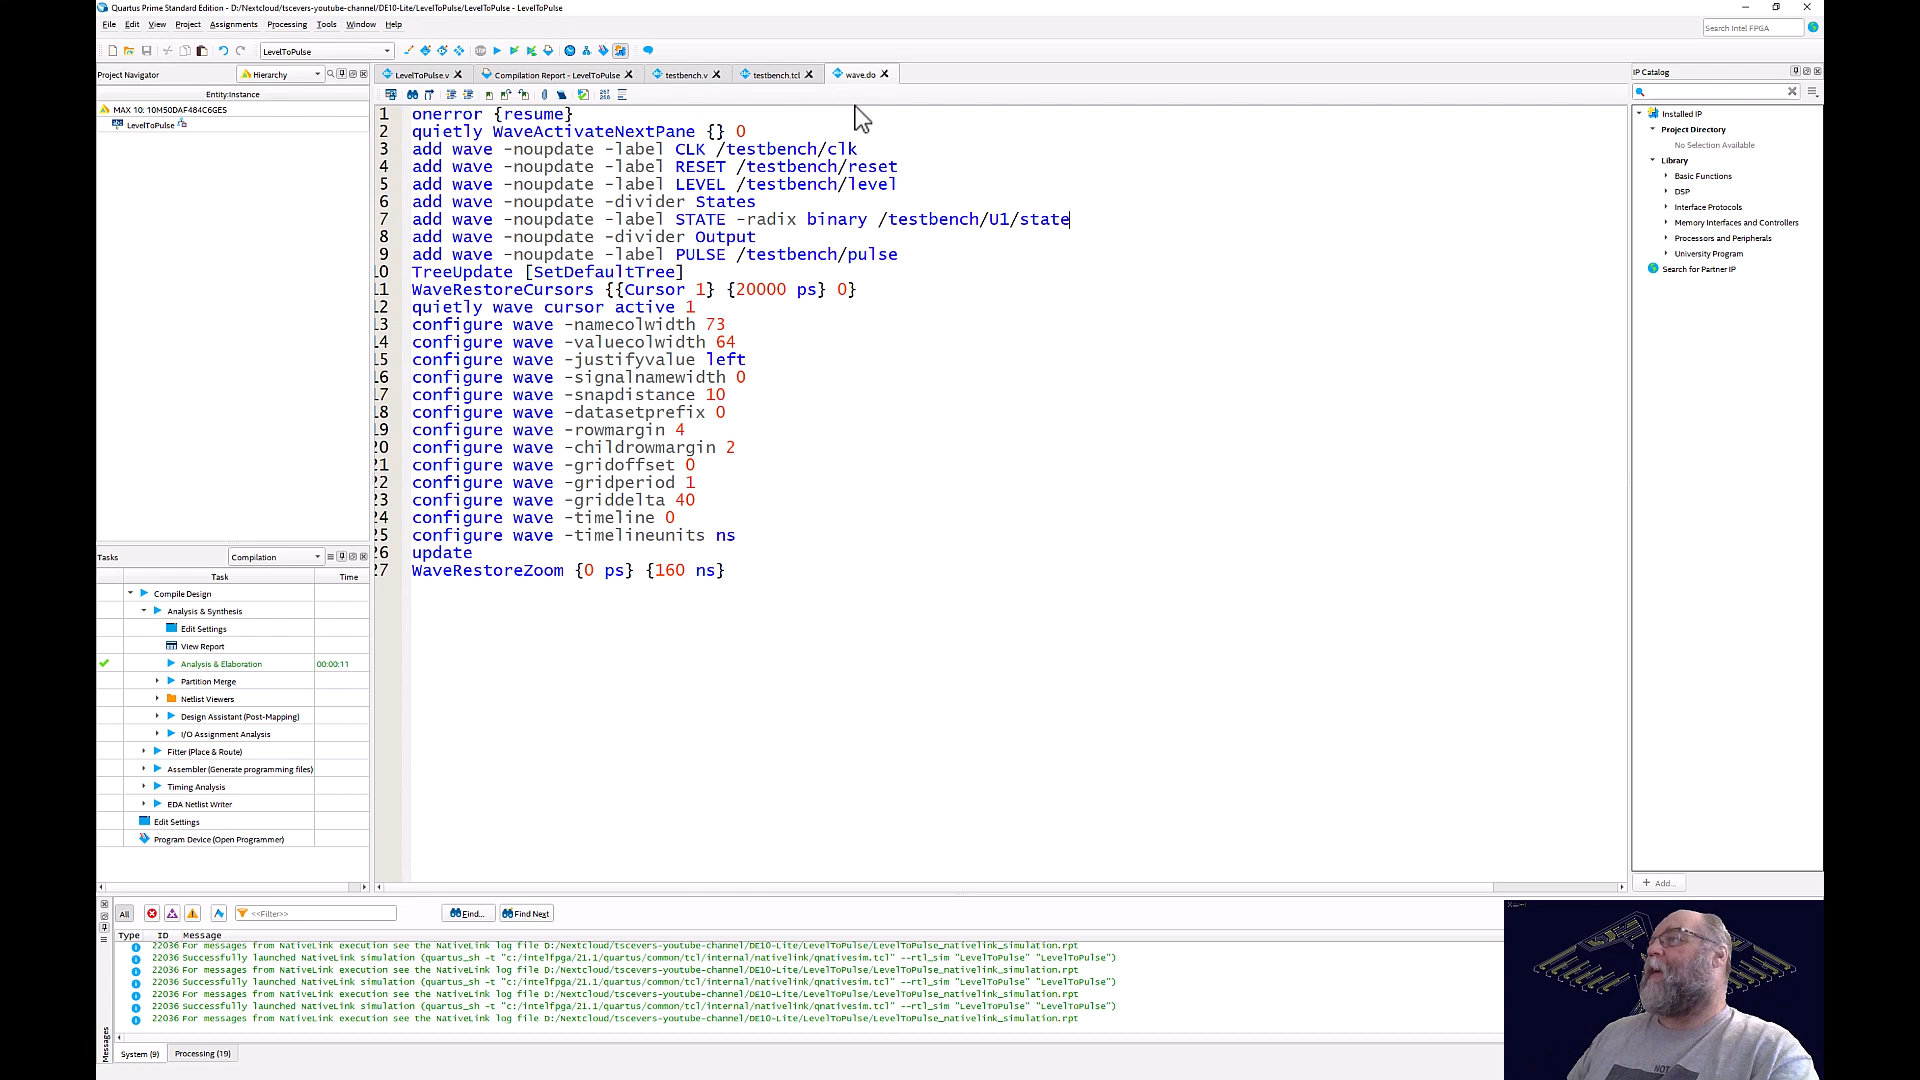 Quartus Prime Standard Edition - D:/Nextcloud/tscevers-youtube-channel/DE10-Lite/LevelToPulse/LevelToPulse - LevelToPulse
File Edit View Project Assignments Processing Tools Window Help
Search Intel FPGA
LevelToPulse
Project Navigator
Hierarchy
Entity:Instance
MAX 10: 10M50DAF484C6GES
LevelToPulse
LevelToPulse.v
Compilation Report - LevelToPulse
testbench.v
testbench.tcl
wave.do
1 onerror {resume}
2 quietly WaveActivateNextPane {} 0
3 add wave -noupdate -label CLK /testbench/clk
4 add wave -noupdate -label RESET /testbench/reset
5 add wave -noupdate -label LEVEL /testbench/level
6 add wave -noupdate -divider States
7 add wave -noupdate -label STATE -radix binary /testbench/U1/state
8 add wave -noupdate -divider Output
9 add wave -noupdate -label PULSE /testbench/pulse
10 TreeUpdate [SetDefaultTree]
11 WaveRestoreCursors {{Cursor 1} {20000 ps} 0}
12 quietly wave cursor active 1
13 configure wave -namecolwidth 73
14 configure wave -valuecolwidth 64
15 configure wave -justifyvalue left
16 configure wave -signalnamewidth 0
17 configure wave -snapdistance 10
18 configure wave -datasetprefix 0
19 configure wave -rowmargin 4
20 configure wave -childrowmargin 2
21 configure wave -gridoffset 0
22 configure wave -gridperiod 1
23 configure wave -griddelta 40
24 configure wave -timeline 0
25 configure wave -timelineunits ns
26 update
27 WaveRestoreZoom {0 ps} {160 ns}
IP Catalog
Installed IP
Project Directory
No Selection Available
Library
Basic Functions
DSP
Interface Protocols
Memory Interfaces and Controllers
Processors and Peripherals
University Program
Search for Partner IP
+ Add...
Tasks
Compilation
Task Time
Compile Design
Analysis & Synthesis
Edit Settings
View Report
Analysis & Elaboration 00:00:11
Partition Merge
Netlist Viewers
Design Assistant (Post-Mapping)
I/O Assignment Analysis
Fitter (Place & Route)
Assembler (Generate programming files)
Timing Analysis
EDA Netlist Writer
Edit Settings
Program Device (Open Programmer)
All
<<Filter>>
Find...
Find Next
Type ID Message
22036 For messages from NativeLink execution see the NativeLink log file D:/Nextcloud/tscevers-youtube-channel/DE10-Lite/LevelToPulse/LevelToPulse_nativelink_simulation.rpt
22036 Successfully launched NativeLink simulation (quartus_sh -t "c:/intelfpga/21.1/quartus/common/tcl/internal/nativelink/qnativesim.tcl" --rtl_sim "LevelToPulse" "LevelToPulse")
22036 For messages from NativeLink execution see the NativeLink log file D:/Nextcloud/tscevers-youtube-channel/DE10-Lite/LevelToPulse/LevelToPulse_nativelink_simulation.rpt
22036 Successfully launched NativeLink simulation (quartus_sh -t "c:/intelfpga/21.1/quartus/common/tcl/internal/nativelink/qnativesim.tcl" --rtl_sim "LevelToPulse" "LevelToPulse")
22036 For messages from NativeLink execution see the NativeLink log file D:/Nextcloud/tscevers-youtube-channel/DE10-Lite/LevelToPulse/LevelToPulse_nativelink_simulation.rpt
22036 Successfully launched NativeLink simulation (quartus_sh -t "c:/intelfpga/21.1/quartus/common/tcl/internal/nativelink/qnativesim.tcl" --rtl_sim "LevelToPulse" "LevelToPulse")
22036 For messages from NativeLink execution see the NativeLink log file D:/Nextcloud/tscevers-youtube-channel/DE10-Lite/LevelToPulse/LevelToPulse_nativelink_simulation.rpt
Messages
System (9)
Processing (19)
NOT